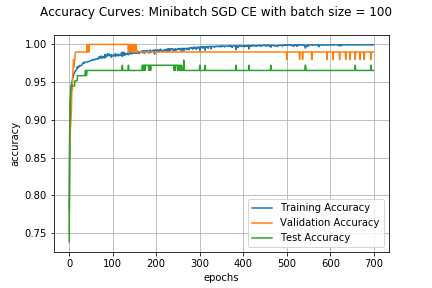 Accuracy Curves: Minibatch SGD CE with batch size = 100
1.00
0.95
0.90
0.85
0.80
0.75
accuracy
Training Accuracy
Validation Accuracy
Test Accuracy
0 100 200 300 400 500 600 700
epochs